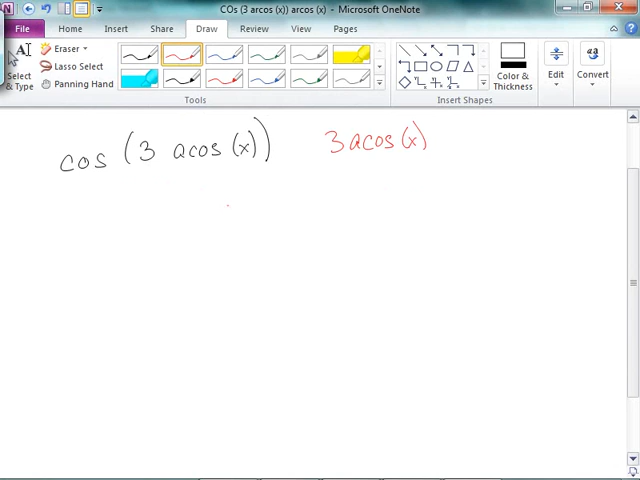 COs (3 arcos (x)) arcos (x) - Microsoft OneNote
File Home Insert Share Draw Review View
Select & Type
Eraser
Lasso Select
Panning Hand
Color & Thickness
Edit
Convert
Tools Insert Shapes
cos (3 acos (x)) 3 acos (x)